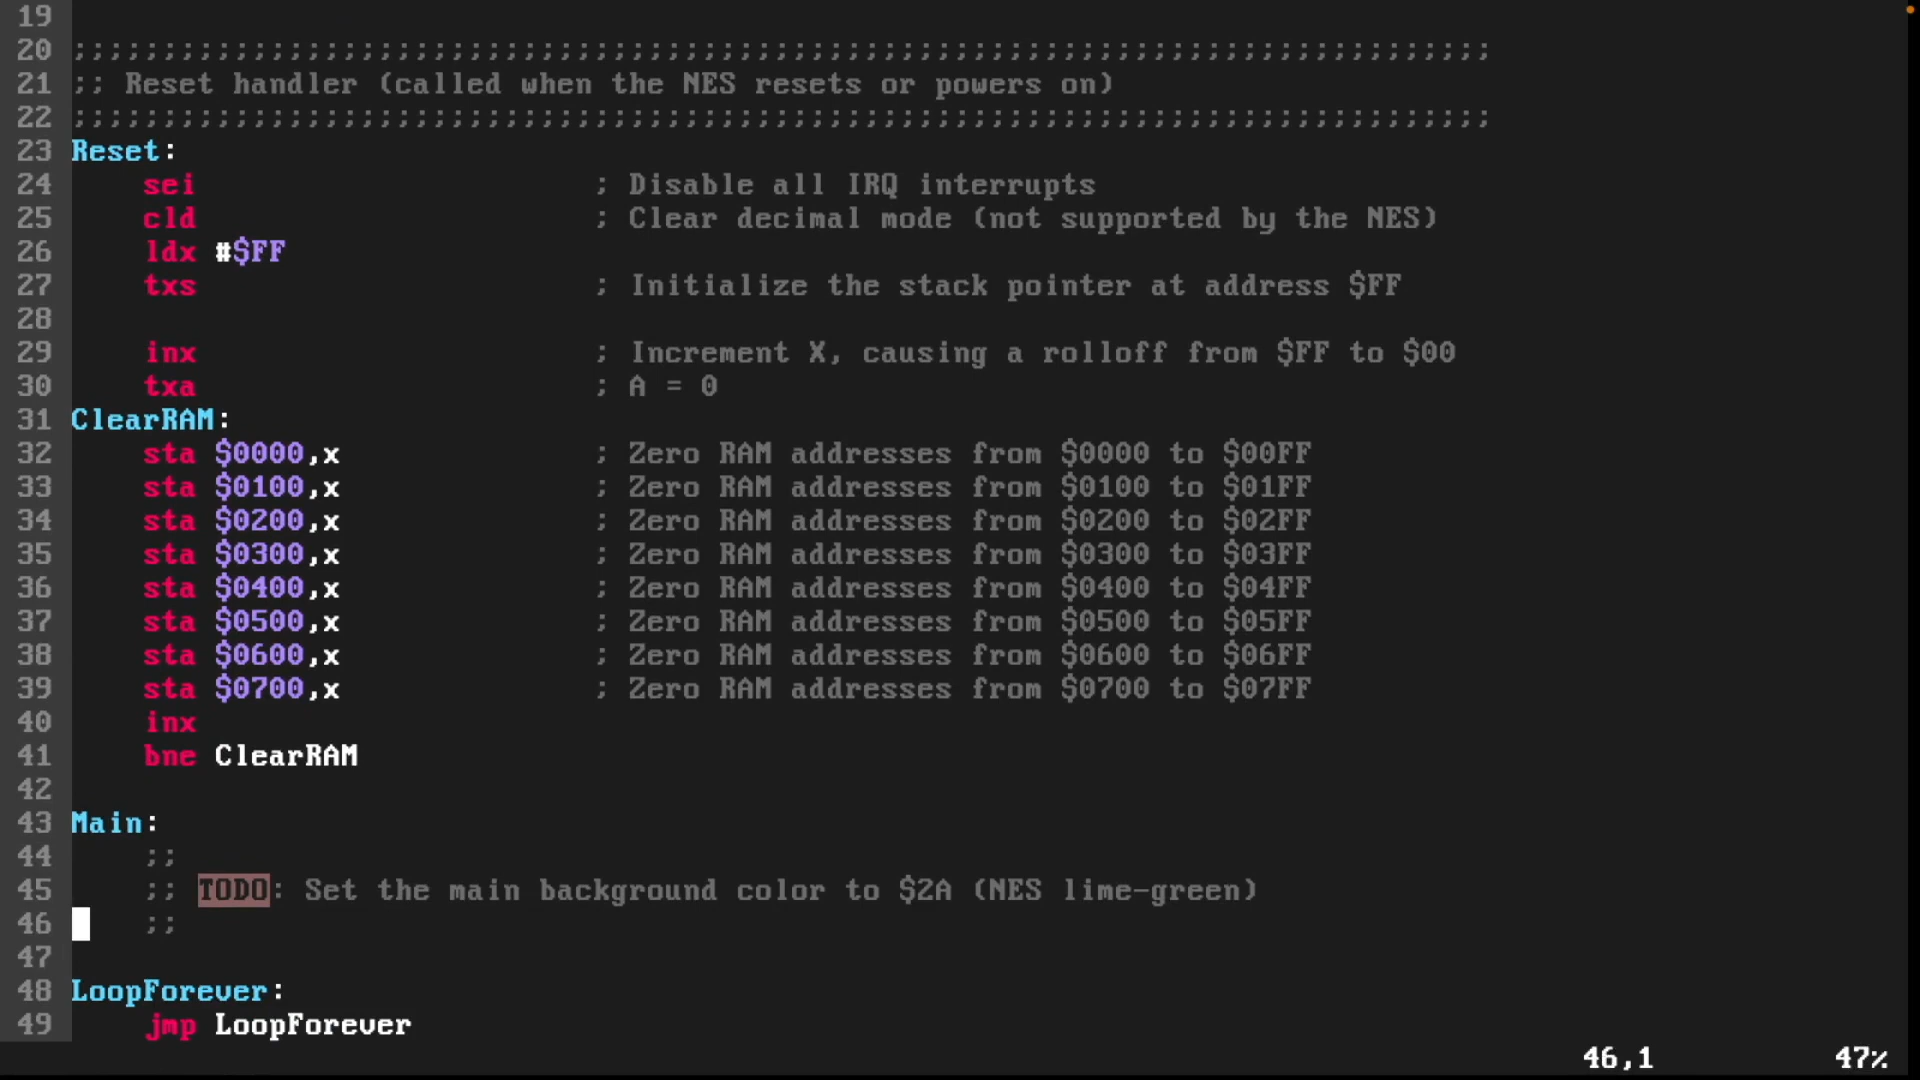 19
20 ;;;;;;;;;;;;;;;;;;;;;;;;;;;;;;;;;;;;;;;;;;;;;;;;;;;;;;;;;;;;;;;;;;;;;;;;;;;;;;;
21 ;; Reset handler (called when the NES resets or powers on)
22 ;;;;;;;;;;;;;;;;;;;;;;;;;;;;;;;;;;;;;;;;;;;;;;;;;;;;;;;;;;;;;;;;;;;;;;;;;;;;;;;
23 Reset:
24     sei                      ; Disable all IRQ interrupts
25     cld                      ; Clear decimal mode (not supported by the NES)
26     ldx #$FF
27     txs                      ; Initialize the stack pointer at address $FF
28
29     inx                      ; Increment X, causing a rolloff from $FF to $00
30     txa                      ; A = 0
31 ClearRAM:
32     sta $0000,x              ; Zero RAM addresses from $0000 to $00FF
33     sta $0100,x              ; Zero RAM addresses from $0100 to $01FF
34     sta $0200,x              ; Zero RAM addresses from $0200 to $02FF
35     sta $0300,x              ; Zero RAM addresses from $0300 to $03FF
36     sta $0400,x              ; Zero RAM addresses from $0400 to $04FF
37     sta $0500,x              ; Zero RAM addresses from $0500 to $05FF
38     sta $0600,x              ; Zero RAM addresses from $0600 to $06FF
39     sta $0700,x              ; Zero RAM addresses from $0700 to $07FF
40     inx
41     bne ClearRAM
42
43 Main:
44     ;;
45     ;; TODO: Set the main background color to $2A (NES lime-green)
46     ;;
47
48 LoopForever:
49     jmp LoopForever
46,1 47%